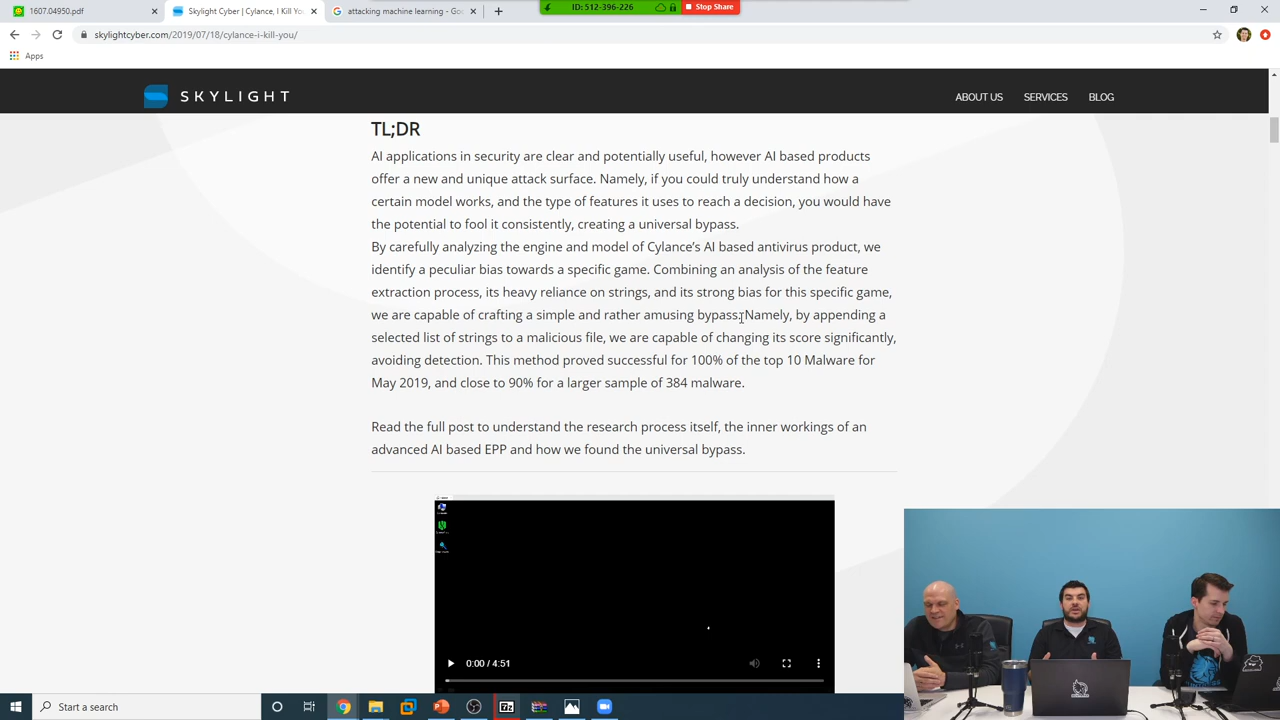 1607.04950.pdf
Skylight Cyber | Cylance, I Kill Yo
attacking machine learning - Goo
ID: 512-396-226
Stop Share
skylightcyber.com/2019/07/18/cylance-i-kill-you/
Apps
SKYLIGHT
ABOUT US
SERVICES
BLOG
TL;DR
AI applications in security are clear and potentially useful, however AI based products
offer a new and unique attack surface. Namely, if you could truly understand how a
certain model works, and the type of features it uses to reach a decision, you would have
the potential to fool it consistently, creating a universal bypass.
By carefully analyzing the engine and model of Cylance's AI based antivirus product, we
identify a peculiar bias towards a specific game. Combining an analysis of the feature
extraction process, its heavy reliance on strings, and its strong bias for this specific game,
we are capable of crafting a simple and rather amusing bypass. Namely, by appending a
selected list of strings to a malicious file, we are capable of changing its score significantly,
avoiding detection. This method proved successful for 100% of the top 10 Malware for
May 2019, and close to 90% for a larger sample of 384 malware.
Read the full post to understand the research process itself, the inner workings of an
advanced AI based EPP and how we found the universal bypass.
0:00 / 4:51
Start a search